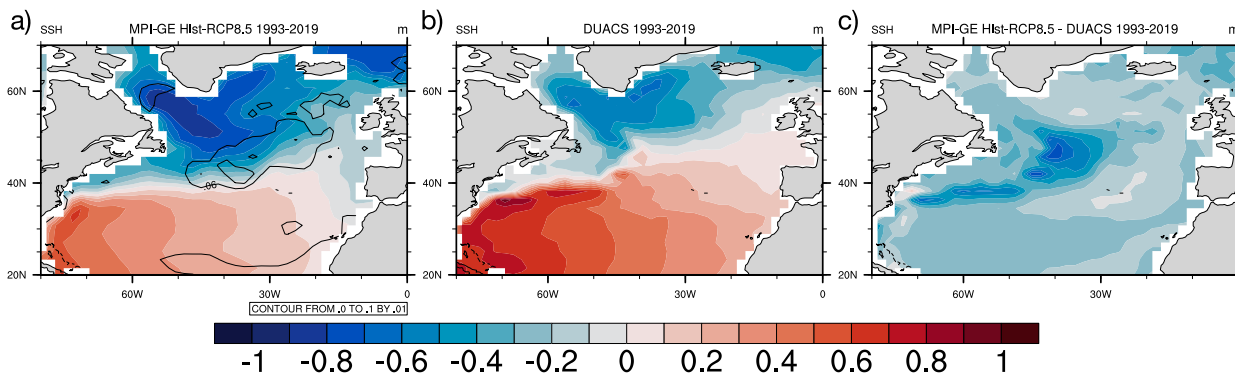 a)
SSH MPI-GE HIst-RCP8.5 1993-2019 m
60N
40N
20N
60W 30W 0
.06
CONTOUR FROM .0 TO .1 BY .01
b)
SSH DUACS 1993-2019 m
60N
40N
20N
60W 30W 0
c)
SSH MPI-GE HIst-RCP8.5 - DUACS 1993-2019 m
60N
40N
20N
60W 30W
-1 -0.8 -0.6 -0.4 -0.2 0 0.2 0.4 0.6 0.8 1